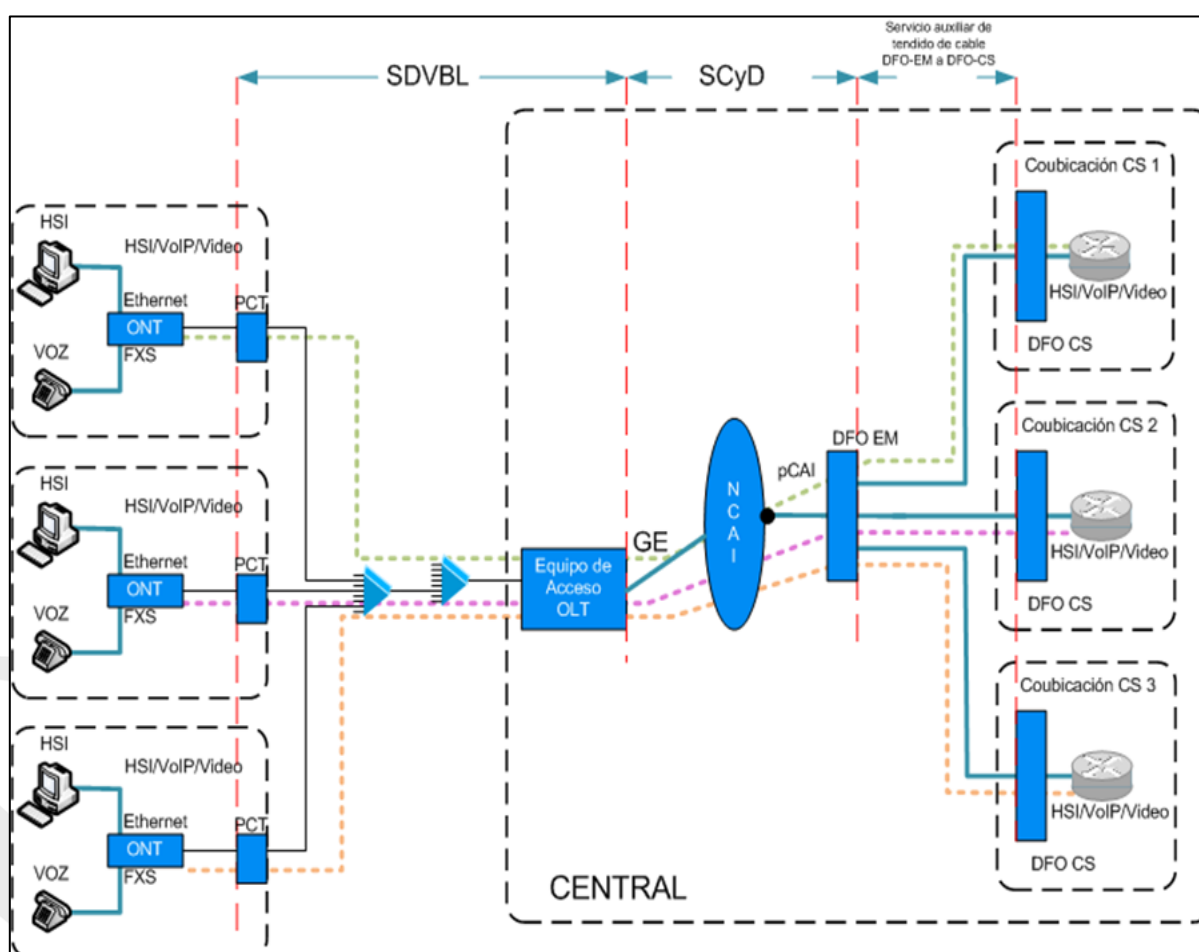 Servicio auxiliar de
tendido de cable
DFO-EM a DFO-CS
SDVBL
SCyD
HSI
HSI/VoIP/Video
Ethernet
PCT
ONT
VOZ
FXS
HSI
HSI/VoIP/Video
Ethernet
PCT
ONT
VOZ
FXS
HSI
HSI/VoIP/Video
Ethernet
PCT
ONT
VOZ
FXS
Equipo de
Acceso
OLT
GE
N
C
A
I
pCAI
DFO EM
Coubicación CS 1
HSI/VoIP/Video
DFO CS
Coubicación CS 2
HSI/VoIP/Video
DFO CS
Coubicación CS 3
HSI/VoIP/Video
DFO CS
CENTRAL